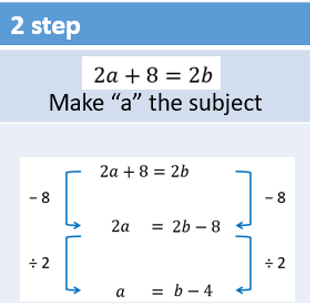 2 step
2a + 8 = 2b
Make “a” the subject
2a + 8 = 2b
− 8 − 8
2a = 2b − 8
÷ 2 ÷ 2
a = b − 4